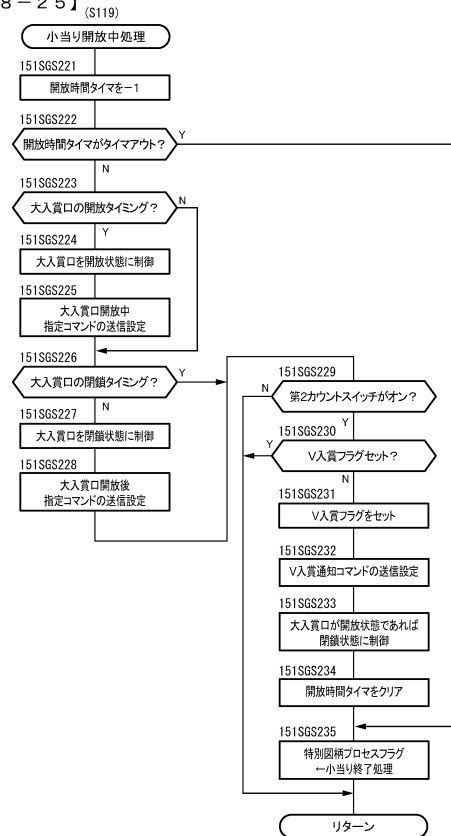 ８－２５】
(S119)
小当り開放中処理
151SGS221
開放時間タイマを－1
151SGS222
開放時間タイマがタイマアウト？
Y
N
151SGS223
大入賞口の開放タイミング？
N
Y
151SGS224
大入賞口を開放状態に制御
151SGS225
大入賞口開放中
指定コマンドの送信設定
151SGS226
大入賞口の閉鎖タイミング？
Y
N
151SGS227
大入賞口を閉鎖状態に制御
151SGS228
大入賞口開放後
指定コマンドの送信設定
151SGS229
第2カウントスイッチがオン？
N
Y
151SGS230
V入賞フラグセット？
Y
N
151SGS231
V入賞フラグをセット
151SGS232
V入賞通知コマンドの送信設定
151SGS233
大入賞口が開放状態であれば
閉鎖状態に制御
151SGS234
開放時間タイマをクリア
151SGS235
特別図柄プロセスフラグ
←小当り終了処理
リターン